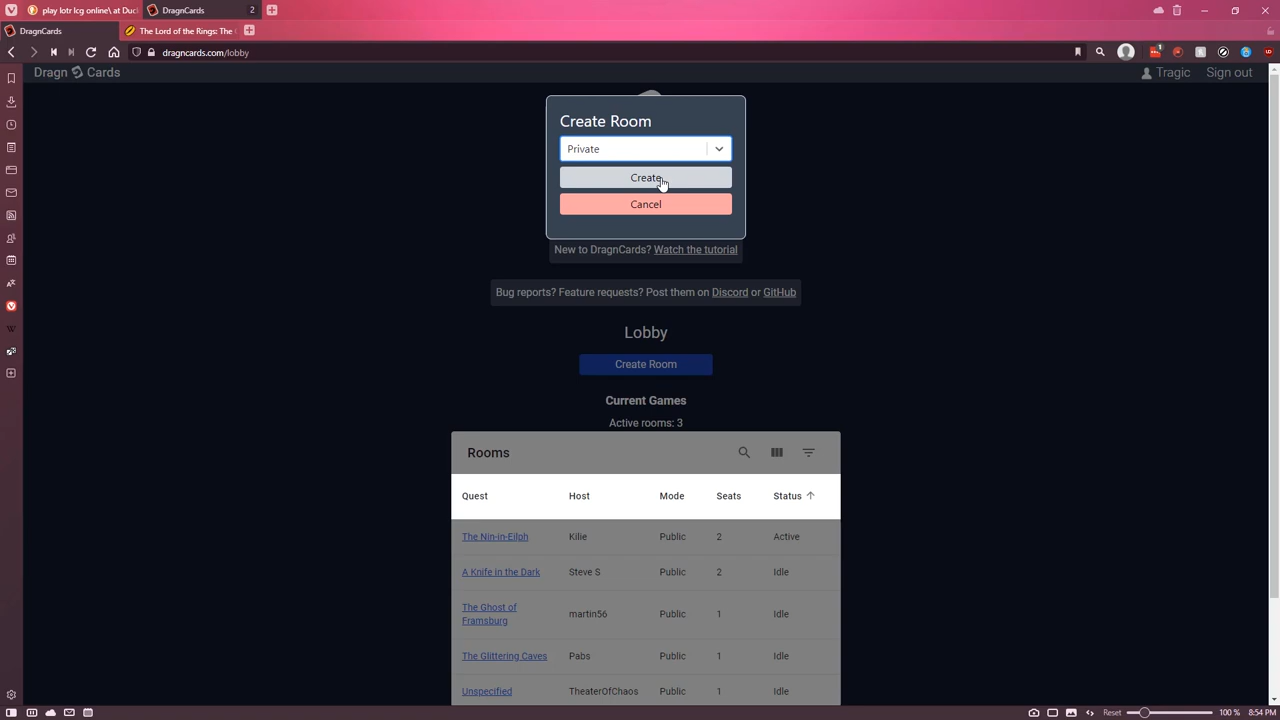 play lotr lcg online\ at Duc
DragnCards
2
DragnCards
The Lord of the Rings: The
dragncards.com/lobby
1
Dragn Cards
Tragic
Sign out
Create Room
Private
Create
Cancel
New to DragnCards? Watch the tutorial
Bug reports? Feature requests? Post them on Discord or GitHub
Lobby
Create Room
Current Games
Active rooms: 3
Rooms
Quest Host Mode Seats Status
The Nin-in-Eilph Kilie Public 2 Active
A Knife in the Dark Steve S Public 2 Idle
The Ghost of
Framsburg martin56 Public 1 Idle
The Glittering Caves Pabs Public 1 Idle
Unspecified TheaterOfChaos Public 1 Idle
Reset 100 % 8:54 PM